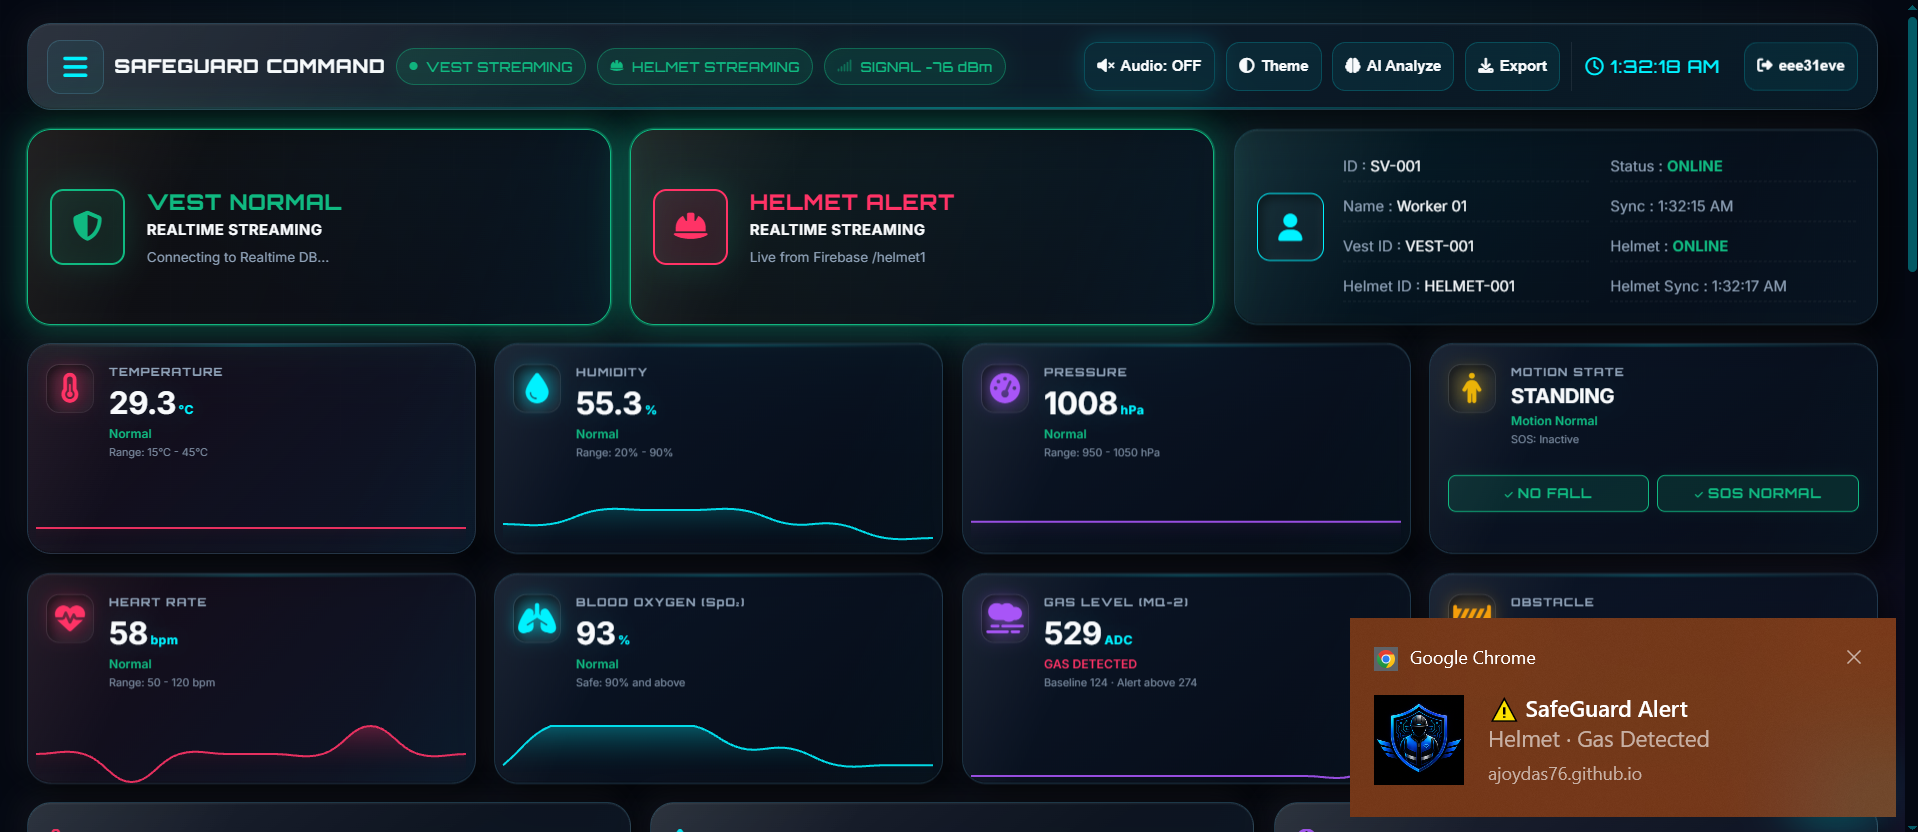 SAFEGUARD COMMAND
VEST STREAMING
HELMET STREAMING
SIGNAL -76 dBm
Audio: OFF
Theme
AI Analyze
Export
1:32:18 AM
eee31eve
VEST NORMAL
REALTIME STREAMING
Connecting to Realtime DB...
HELMET ALERT
REALTIME STREAMING
Live from Firebase /helmet1
ID : SV-001
Status : ONLINE
Name : Worker 01
Sync : 1:32:15 AM
Vest ID : VEST-001
Helmet : ONLINE
Helmet ID : HELMET-001
Helmet Sync : 1:32:17 AM
TEMPERATURE
29.3 °C
Normal
Range: 15°C - 45°C
HUMIDITY
55.3 %
Normal
Range: 20% - 90%
PRESSURE
1008 hPa
Normal
Range: 950 - 1050 hPa
MOTION STATE
STANDING
Motion Normal
SOS: Inactive
✓ NO FALL
✓ SOS NORMAL
HEART RATE
58 bpm
Normal
Range: 50 - 120 bpm
BLOOD OXYGEN (SpO₂)
93 %
Normal
Safe: 90% and above
GAS LEVEL (MQ-2)
529 ADC
GAS DETECTED
Baseline 124 · Alert above 274
OBSTACLE
Google Chrome
⚠ SafeGuard Alert
Helmet · Gas Detected
ajoydas76.github.io